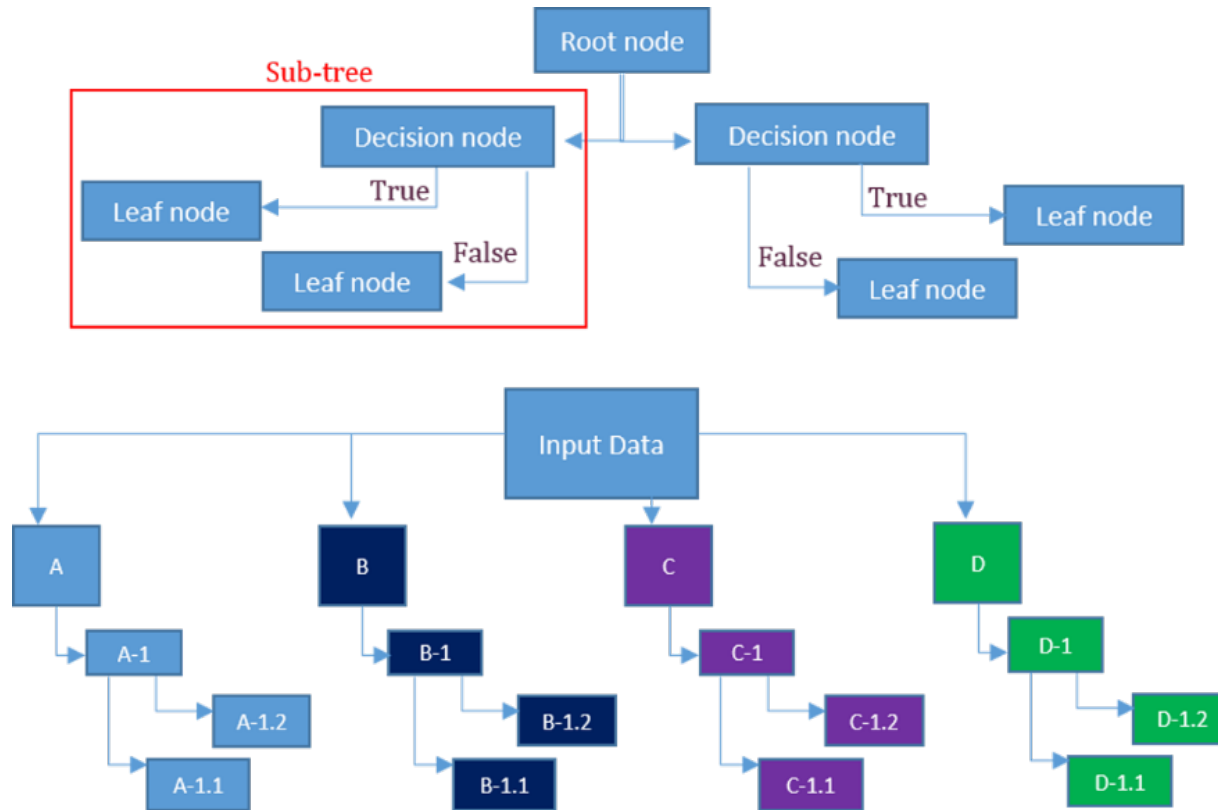 Root node
Sub-tree
Decision node
Decision node
True
True
Leaf node
Leaf node
False
False
Leaf node
Leaf node
Input Data
A
B
C
D
A-1
B-1
C-1
D-1
A-1.2
B-1.2
C-1.2
D-1.2
A-1.1
B-1.1
C-1.1
D-1.1